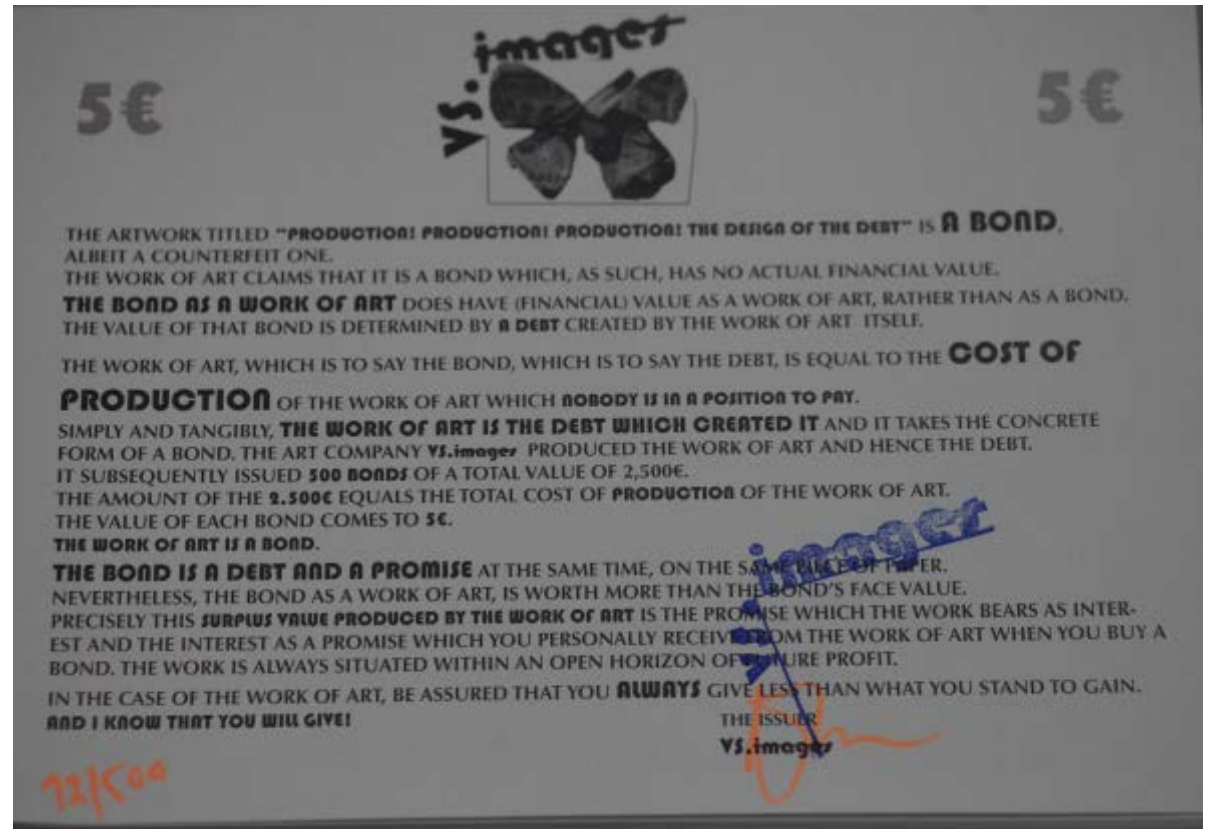 VS.images
5€ 5€
THE ARTWORK TITLED "PRODUCTION! PRODUCTION! PRODUCTION! THE DESIGN OF THE DEBT" IS A BOND,
ALBEIT A COUNTERFEIT ONE.
THE WORK OF ART CLAIMS THAT IT IS A BOND WHICH, AS SUCH, HAS NO ACTUAL FINANCIAL VALUE.
THE BOND AS A WORK OF ART DOES HAVE (FINANCIAL) VALUE AS A WORK OF ART, RATHER THAN AS A BOND.
THE VALUE OF THAT BOND IS DETERMINED BY A DEBT CREATED BY THE WORK OF ART ITSELF.
THE WORK OF ART, WHICH IS TO SAY THE BOND, WHICH IS TO SAY THE DEBT, IS EQUAL TO THE COST OF
PRODUCTION OF THE WORK OF ART WHICH NOBODY IS IN A POSITION TO PAY.
SIMPLY AND TANGIBLY, THE WORK OF ART IS THE DEBT WHICH CREATED IT AND IT TAKES THE CONCRETE
FORM OF A BOND. THE ART COMPANY VS.images PRODUCED THE WORK OF ART AND HENCE THE DEBT.
IT SUBSEQUENTLY ISSUED 500 BONDS OF A TOTAL VALUE OF 2,500€.
THE AMOUNT OF THE 2.500€ EQUALS THE TOTAL COST OF PRODUCTION OF THE WORK OF ART.
THE VALUE OF EACH BOND COMES TO 5€.
THE WORK OF ART IS A BOND.
THE BOND IS A DEBT AND A PROMISE AT THE SAME TIME, ON THE SAME PIECE OF PAPER.
NEVERTHELESS, THE BOND AS A WORK OF ART, IS WORTH MORE THAN THE BOND'S FACE VALUE.
PRECISELY THIS SURPLUS VALUE PRODUCED BY THE WORK OF ART IS THE PROMISE WHICH THE WORK BEARS AS INTER-
EST AND THE INTEREST AS A PROMISE WHICH YOU PERSONALLY RECEIVE FROM THE WORK OF ART WHEN YOU BUY A
BOND. THE WORK IS ALWAYS SITUATED WITHIN AN OPEN HORIZON OF FUTURE PROFIT.
IN THE CASE OF THE WORK OF ART, BE ASSURED THAT YOU ALWAYS GIVE LESS THAN WHAT YOU STAND TO GAIN.
AND I KNOW THAT YOU WILL GIVE!
THE ISSUER
VS.images
VS.images
72/500